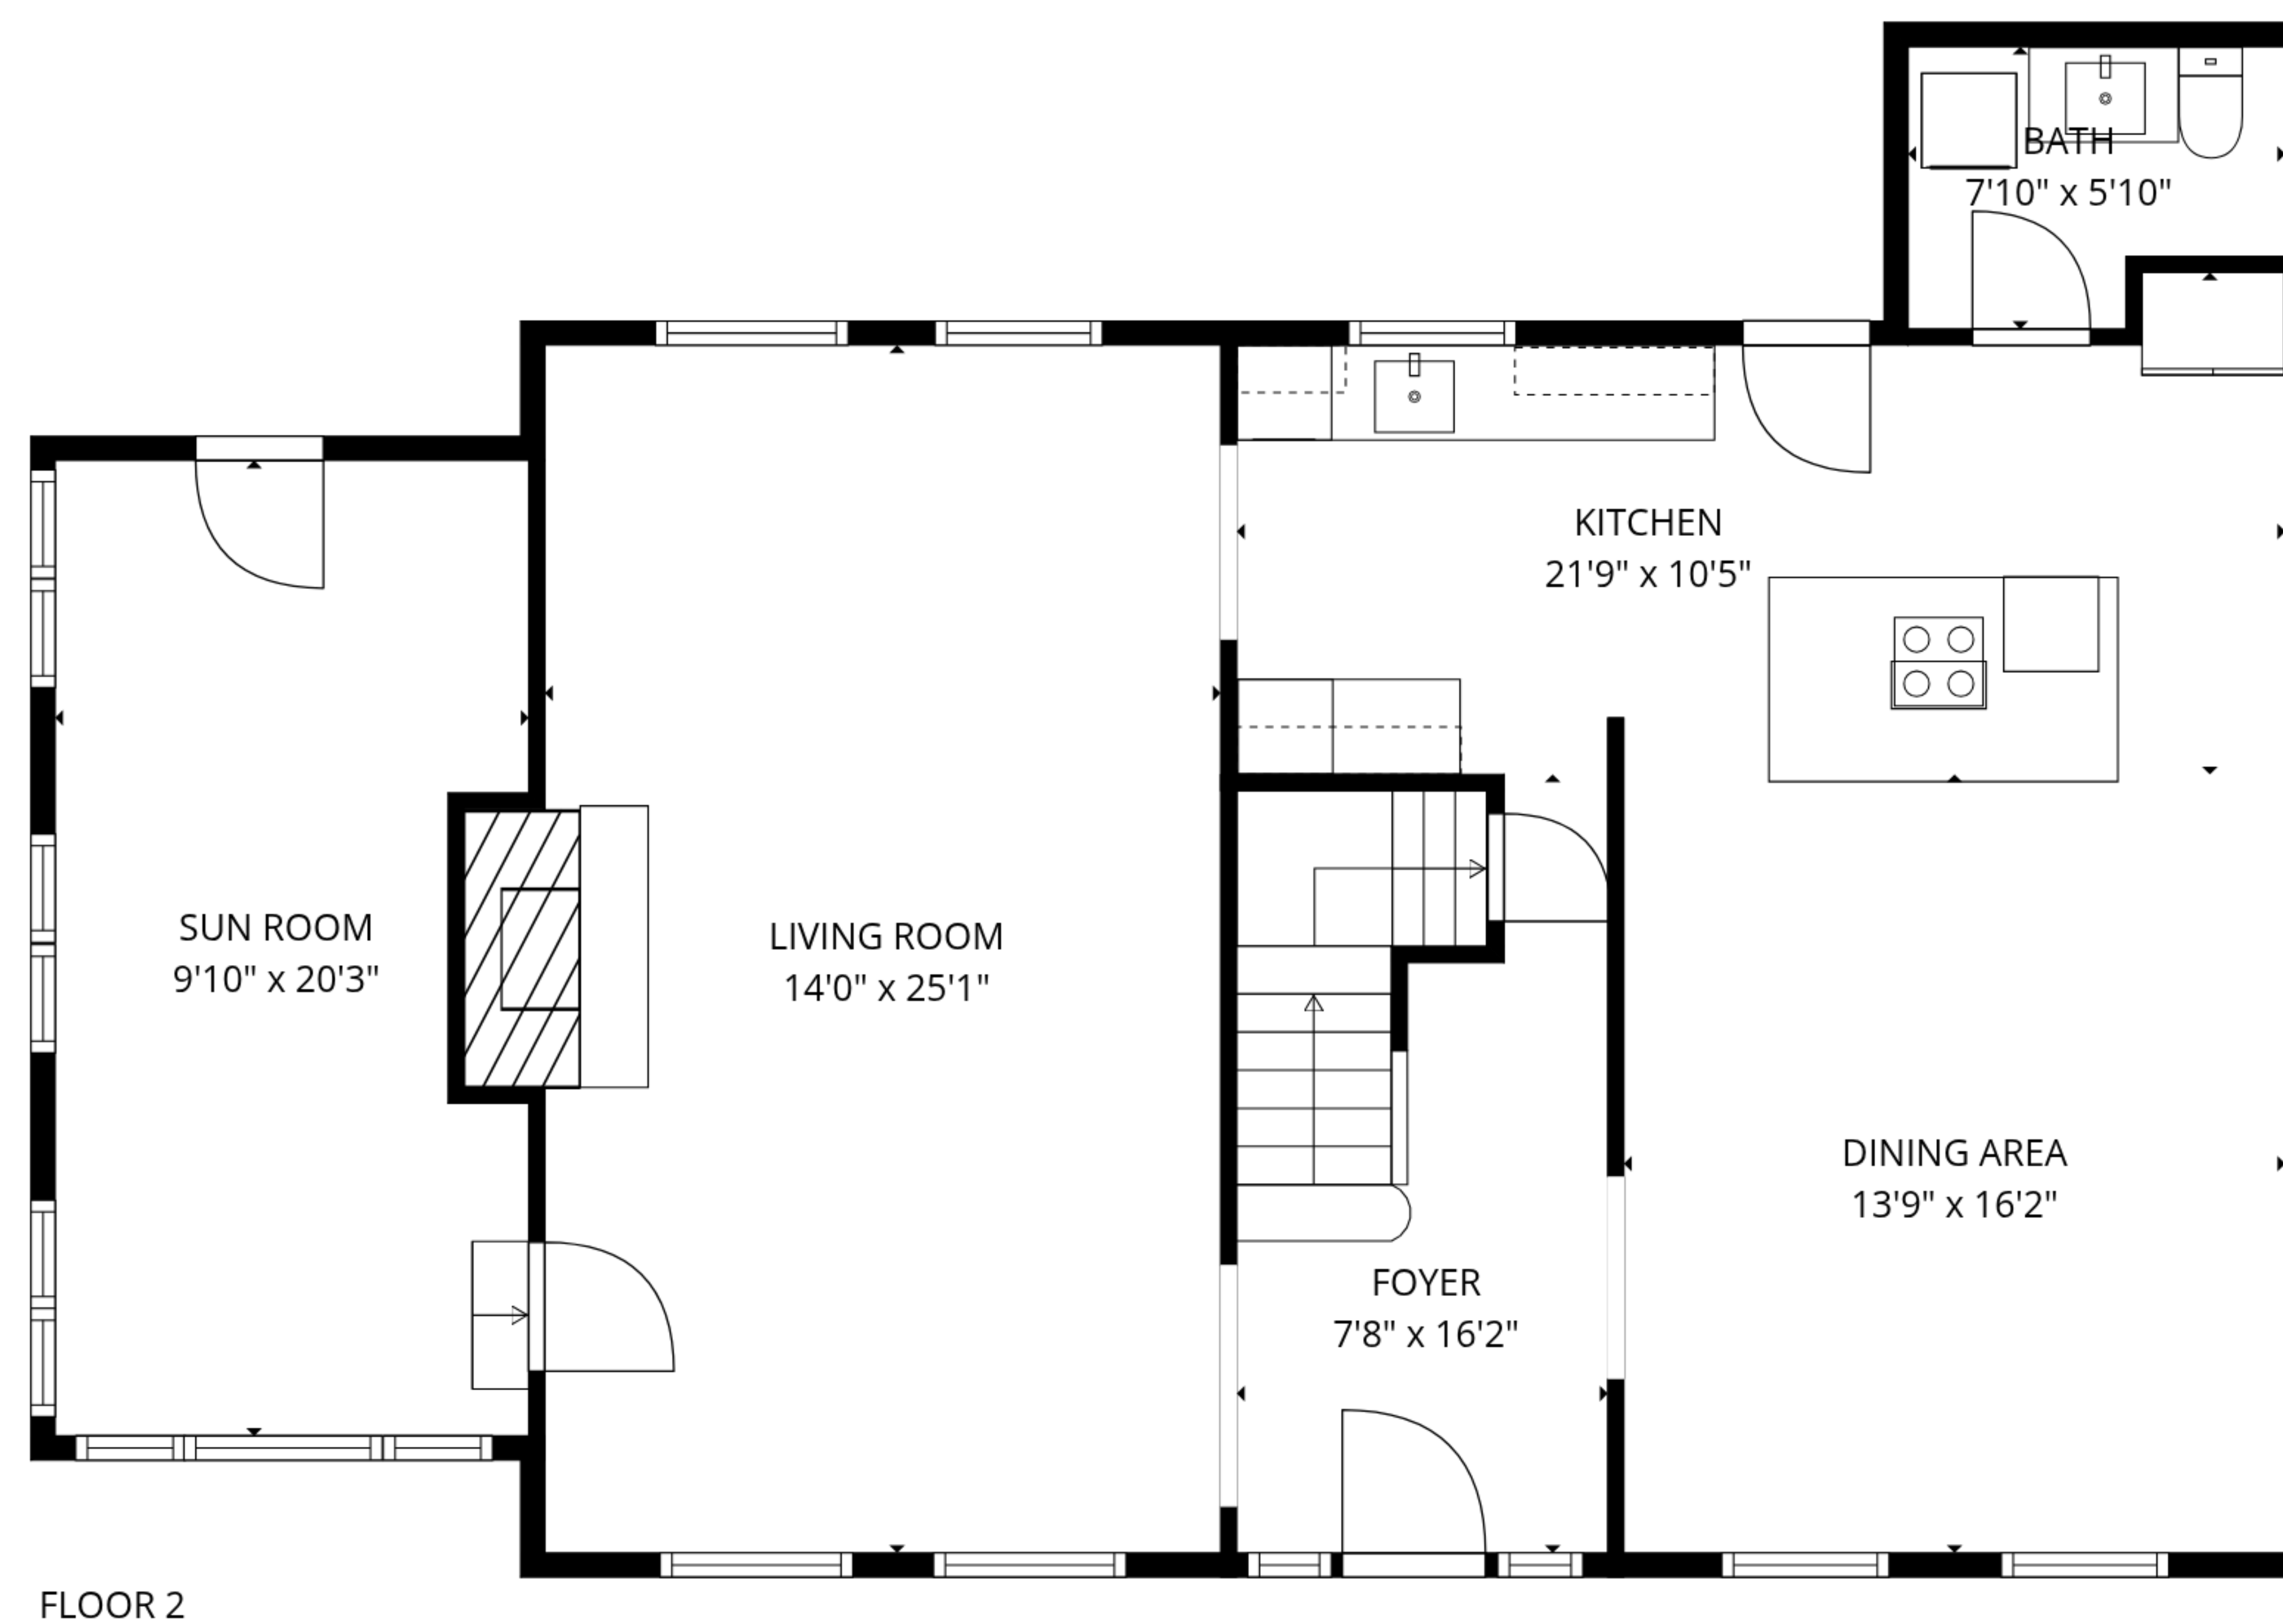 BATH
7'10" x 5'10"
KITCHEN
21'9" x 10'5"
SUN ROOM
9'10" x 20'3"
LIVING ROOM
14'0" x 25'1"
DINING AREA
13'9" x 16'2"
FOYER
7'8" x 16'2"
FLOOR 2